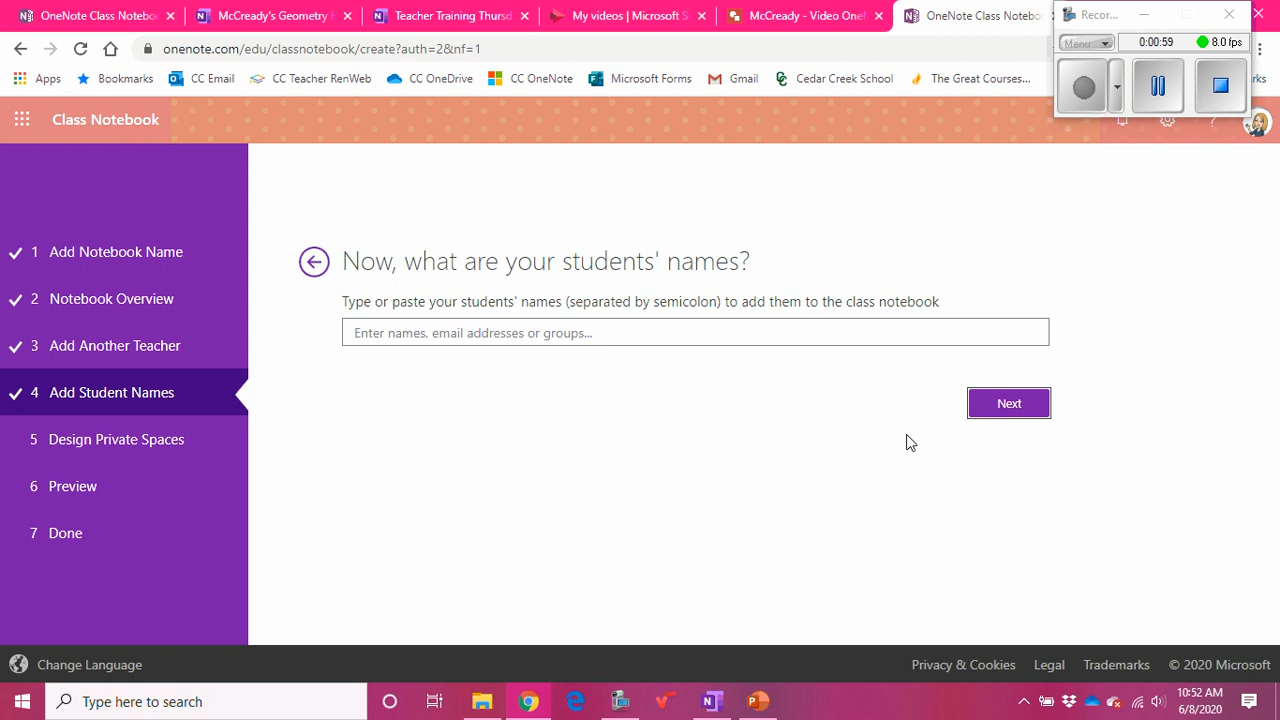 OneNote Class Notebo
McCready's Geometry
Teacher Training Thursd
My videos | Microsoft S
McCready - Video One
OneNote Class Notebo
Recor...
onenote.com/edu/classnotebook/create?auth=2&nf=1
Menu
0:00:59
8.0 fps
Apps
Bookmarks
CC Email
CC Teacher RenWeb
CC OneDrive
CC OneNote
Microsoft Forms
Gmail
Cedar Creek School
The Great Courses...
Class Notebook
1 Add Notebook Name
2 Notebook Overview
3 Add Another Teacher
4 Add Student Names
5 Design Private Spaces
6 Preview
7 Done
Now, what are your students' names?
Type or paste your students' names (separated by semicolon) to add them to the class notebook
Enter names, email addresses or groups...
Next
Change Language
Privacy & Cookies
Legal
Trademarks
© 2020 Microsoft
Type here to search
10:52 AM
6/8/2020